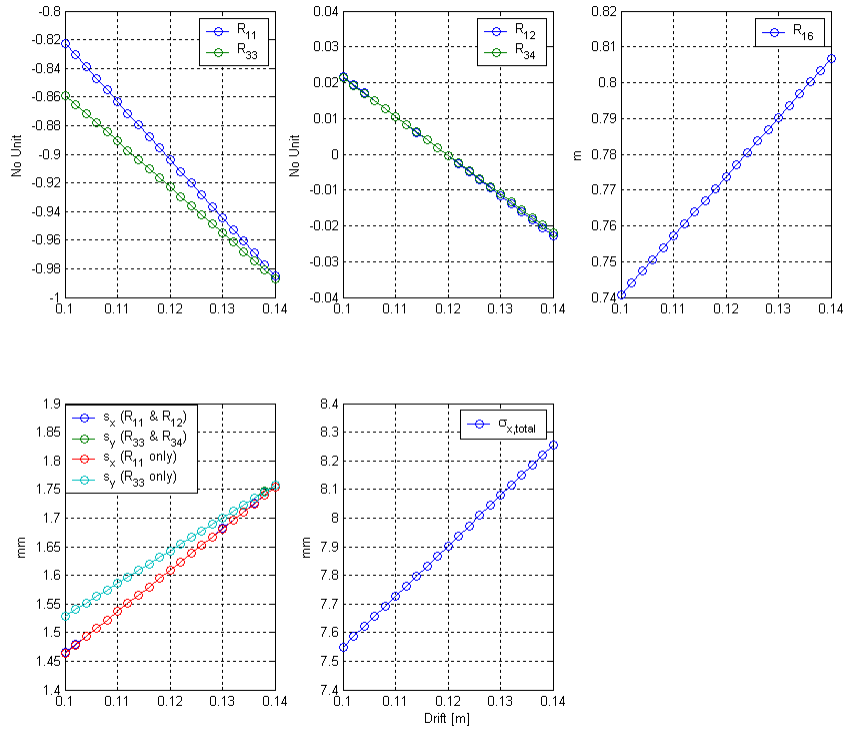 -0.8
-0.82
-0.84
-0.86
-0.88
-0.9
-0.92
-0.94
-0.96
-0.98
-1
No Unit
R11
R33
0.1 0.11 0.12 0.13 0.14
0.04
0.03
0.02
0.01
0
-0.01
-0.02
-0.03
-0.04
No Unit
R12
R34
0.1 0.11 0.12 0.13 0.14
0.82
0.81
0.8
0.79
0.78
0.77
0.76
0.75
0.74
m
R16
0.1 0.11 0.12 0.13 0.14
1.9
1.85
1.8
1.75
1.7
1.65
1.6
1.55
1.5
1.45
1.4
mm
sx (R11 & R12)
sy (R33 & R34)
sx (R11 only)
sy (R33 only)
0.1 0.11 0.12 0.13 0.14
8.4
8.3
8.2
8.1
8
7.9
7.8
7.7
7.6
7.5
7.4
mm
σx,total
0.1 0.11 0.12 0.13 0.14
Drift [m]